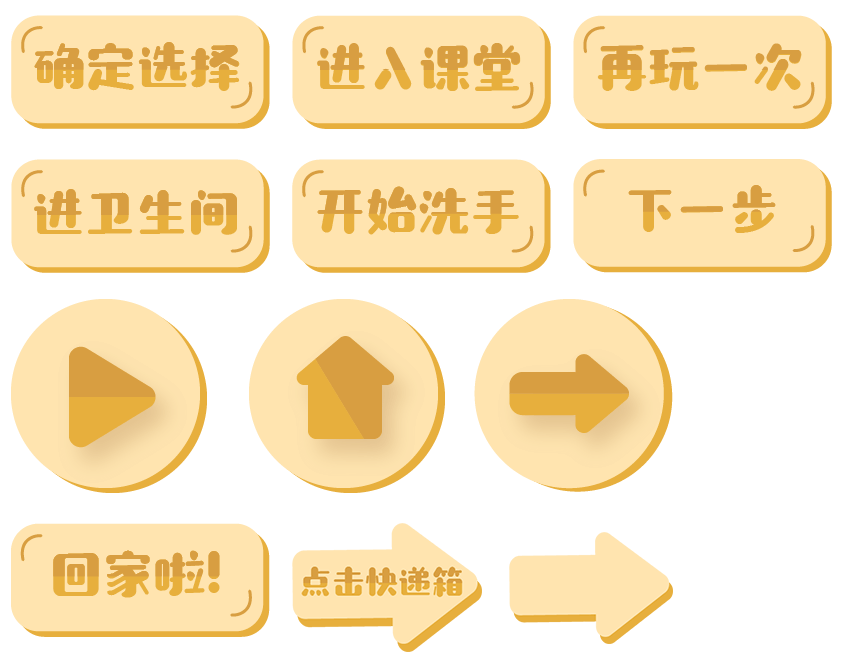 确定选择
进入课堂
再玩一次
进卫生间
开始洗手
下一步
回家啦!
点击快递箱